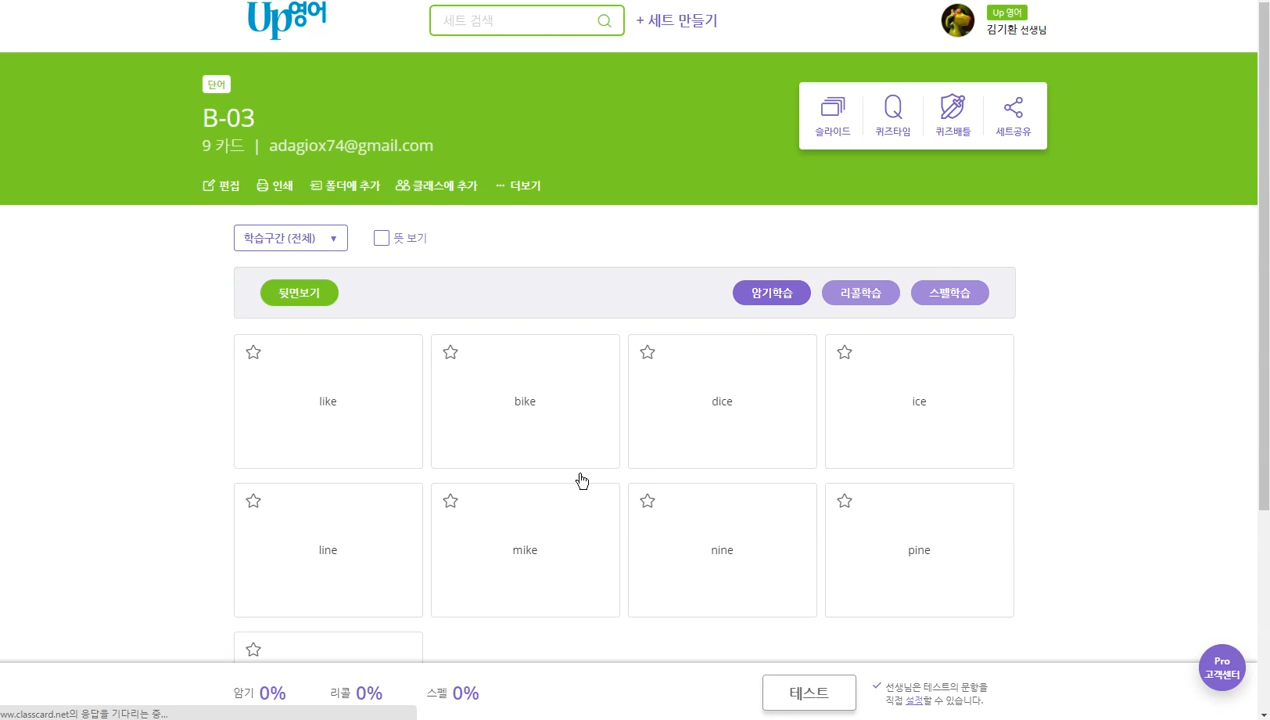 Up영어
세트 검색
+ 세트 만들기
Up 영어
김기환 선생님
단어
B-03
9 카드 | adagiox74@gmail.com
슬라이드
퀴즈타임
퀴즈배틀
세트공유
편집
인쇄
폴더에 추가
클래스에 추가
··· 더보기
학습구간 (전체) ▼
뜻 보기
뒷면보기
암기학습
리콜학습
스펠학습
like
bike
dice
ice
line
mike
nine
pine
암기 0%
리콜 0%
스펠 0%
테스트
선생님은 테스트의 문항을
직접 설정할 수 있습니다.
Pro
고객센터
ww.classcard.net의 응답을 기다리는 중...